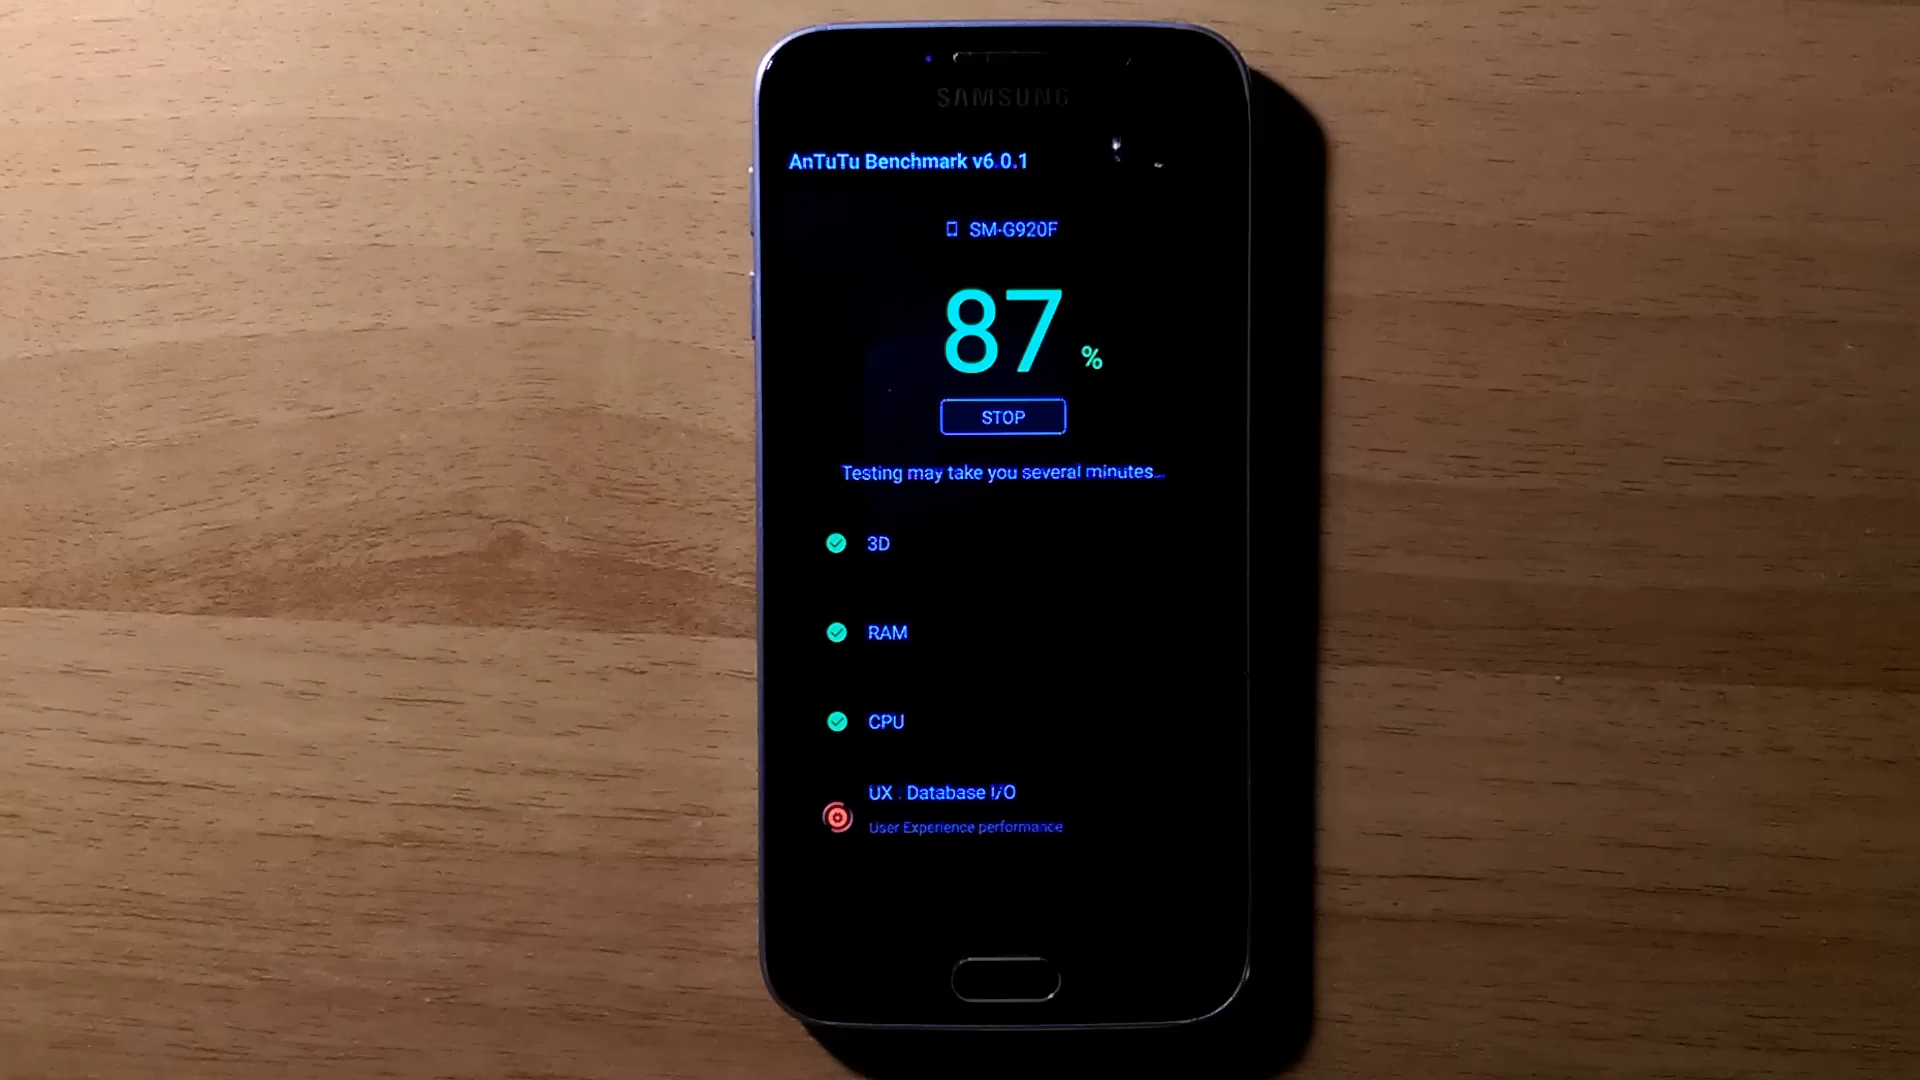 SAMSUNG
AnTuTu Benchmark v6.0.1
SM-G920F
87 %
STOP
Testing may take you several minutes...
3D
RAM
CPU
UX : Database I/O
User Experience performance